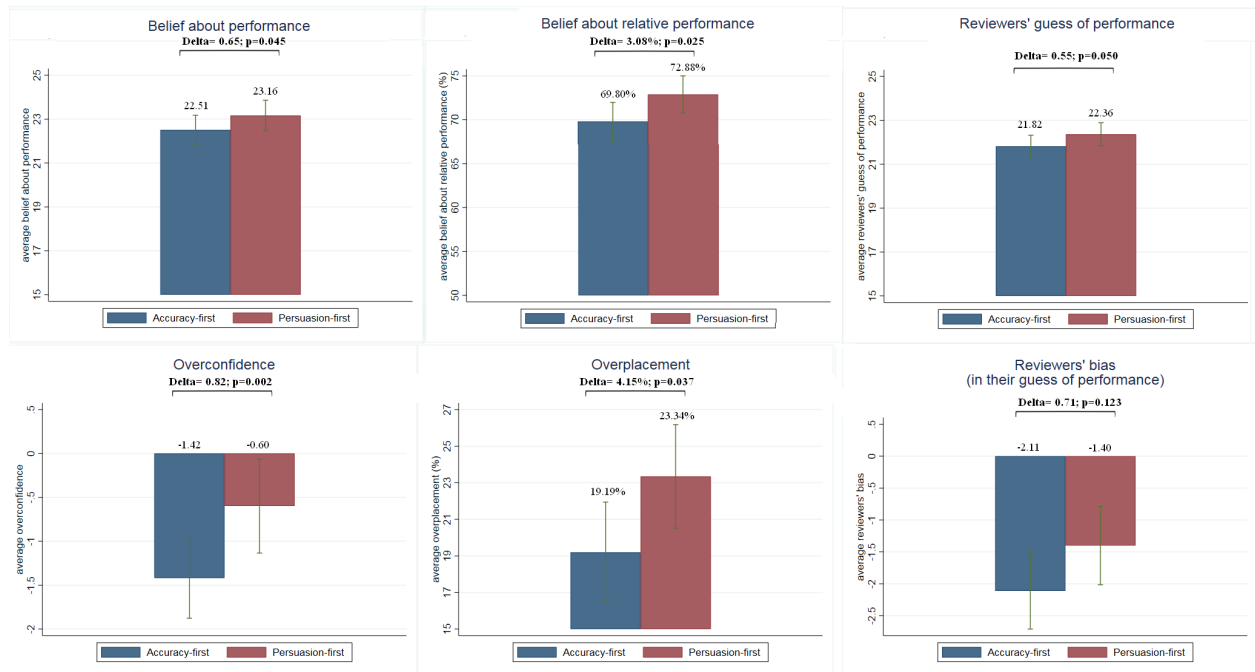 Belief about performance
Delta= 0.65; p=0.045
average belief about performance
25
23
21
19
17
15
22.51
23.16
Accuracy-first
Persuasion-first
Belief about relative performance
Delta= 3.08%; p=0.025
average belief about relative performance (%)
75
70
65
60
55
50
69.80%
72.88%
Accuracy-first
Persuasion-first
Reviewers' guess of performance
Delta= 0.55; p=0.050
average reviewers' guess of performance
25
23
21
19
17
15
21.82
22.36
Accuracy-first
Persuasion-first
Overconfidence
Delta= 0.82; p=0.002
average overconfidence
.5
0
-.5
-1
-1.5
-2
-1.42
-0.60
Accuracy-first
Persuasion-first
Overplacement
Delta= 4.15%; p=0.037
average overplacement (%)
27
25
23
21
19
17
15
19.19%
23.34%
Accuracy-first
Persuasion-first
Reviewers' bias
(in their guess of performance)
Delta= 0.71; p=0.123
average reviewers' bias
.5
0
-.5
-1
-1.5
-2
-2.5
-2.11
-1.40
Accuracy-first
Persuasion-first